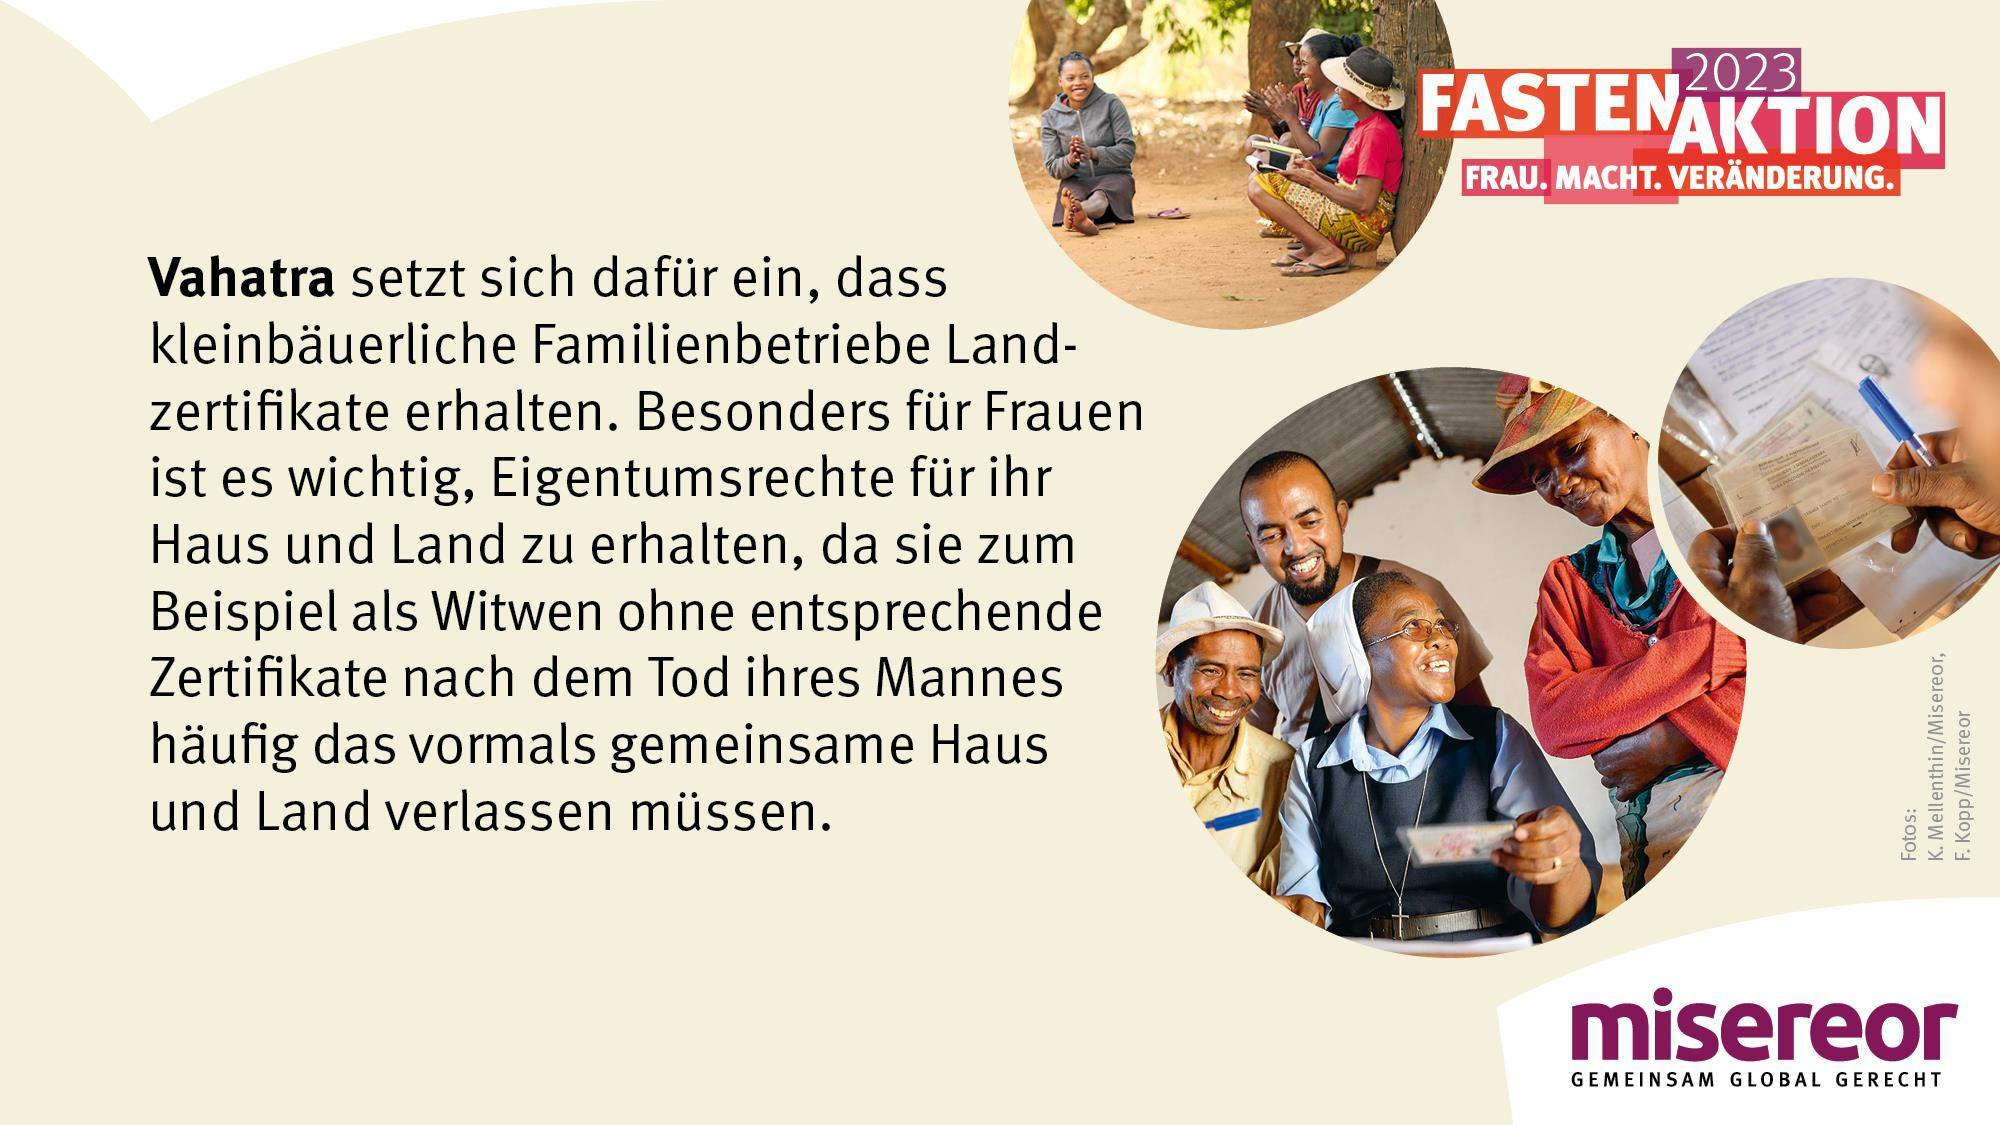 2023
FASTENAKTION
FRAU. MACHT. VERÄNDERUNG.
Vahatra setzt sich dafür ein, dass
kleinbäuerliche Familienbetriebe Land-
zertifikate erhalten. Besonders für Frauen
ist es wichtig, Eigentumsrechte für ihr
Haus und Land zu erhalten, da sie zum
Beispiel als Witwen ohne entsprechende
Zertifikate nach dem Tod ihres Mannes
häufig das vormals gemeinsame Haus
und Land verlassen müssen.
Fotos:
K. Mellenthin/Misereor,
F. Kopp/Misereor
misereor
GEMEINSAM GLOBAL GERECHT